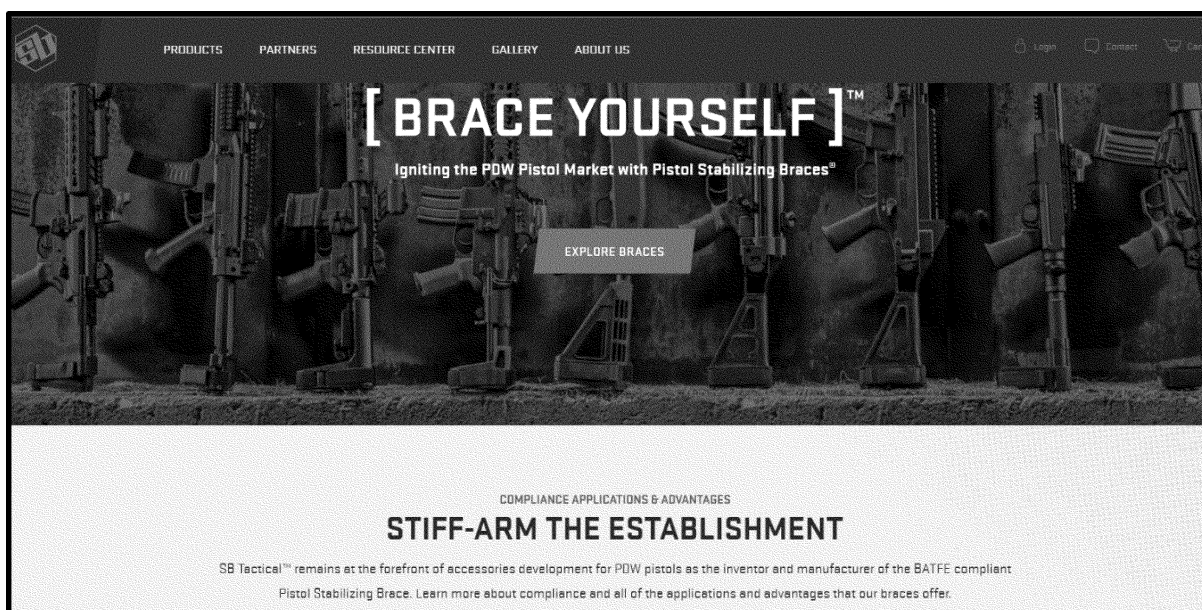 SB
PRODUCTS PARTNERS RESOURCE CENTER GALLERY ABOUT US Login Contact
[ BRACE YOURSELF ]™
Igniting the PDW Pistol Market with Pistol Stabilizing Braces®
EXPLORE BRACES
COMPLIANCE APPLICATIONS & ADVANTAGES
STIFF-ARM THE ESTABLISHMENT
SB Tactical™ remains at the forefront of accessories development for PDW pistols as the inventor and manufacturer of the BATFE compliant
Pistol Stabilizing Brace. Learn more about compliance and all of the applications and advantages that our braces offer.